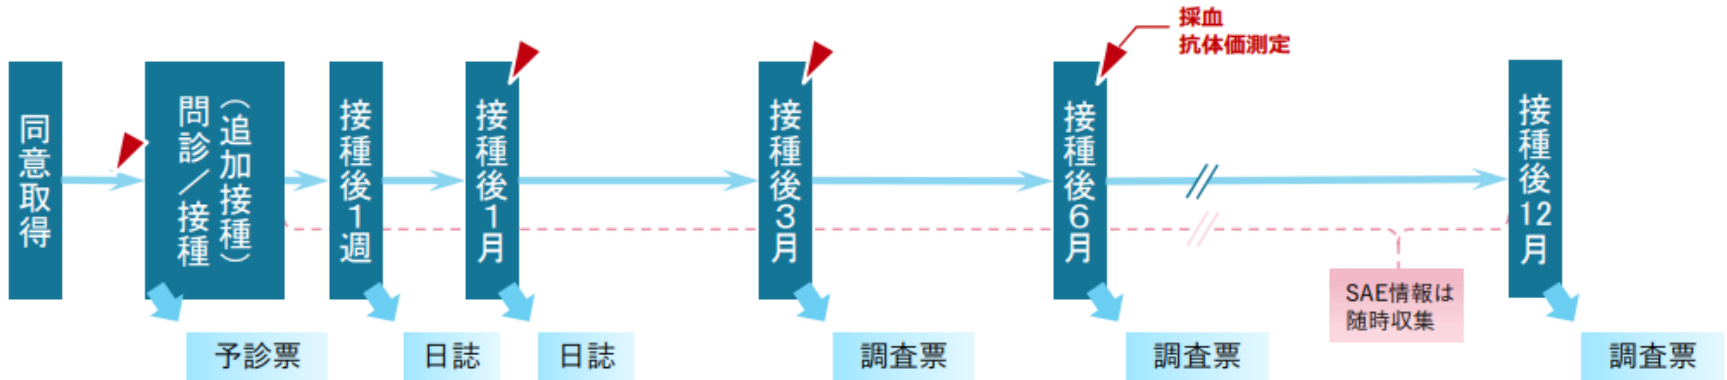 採血
抗体価測定
同意取得
（追加接種）
問診／接種
接種後1週
接種後1月
接種後3月
接種後6月
接種後12月
SAE情報は
随時収集
予診票
日誌
日誌
調査票
調査票
調査票